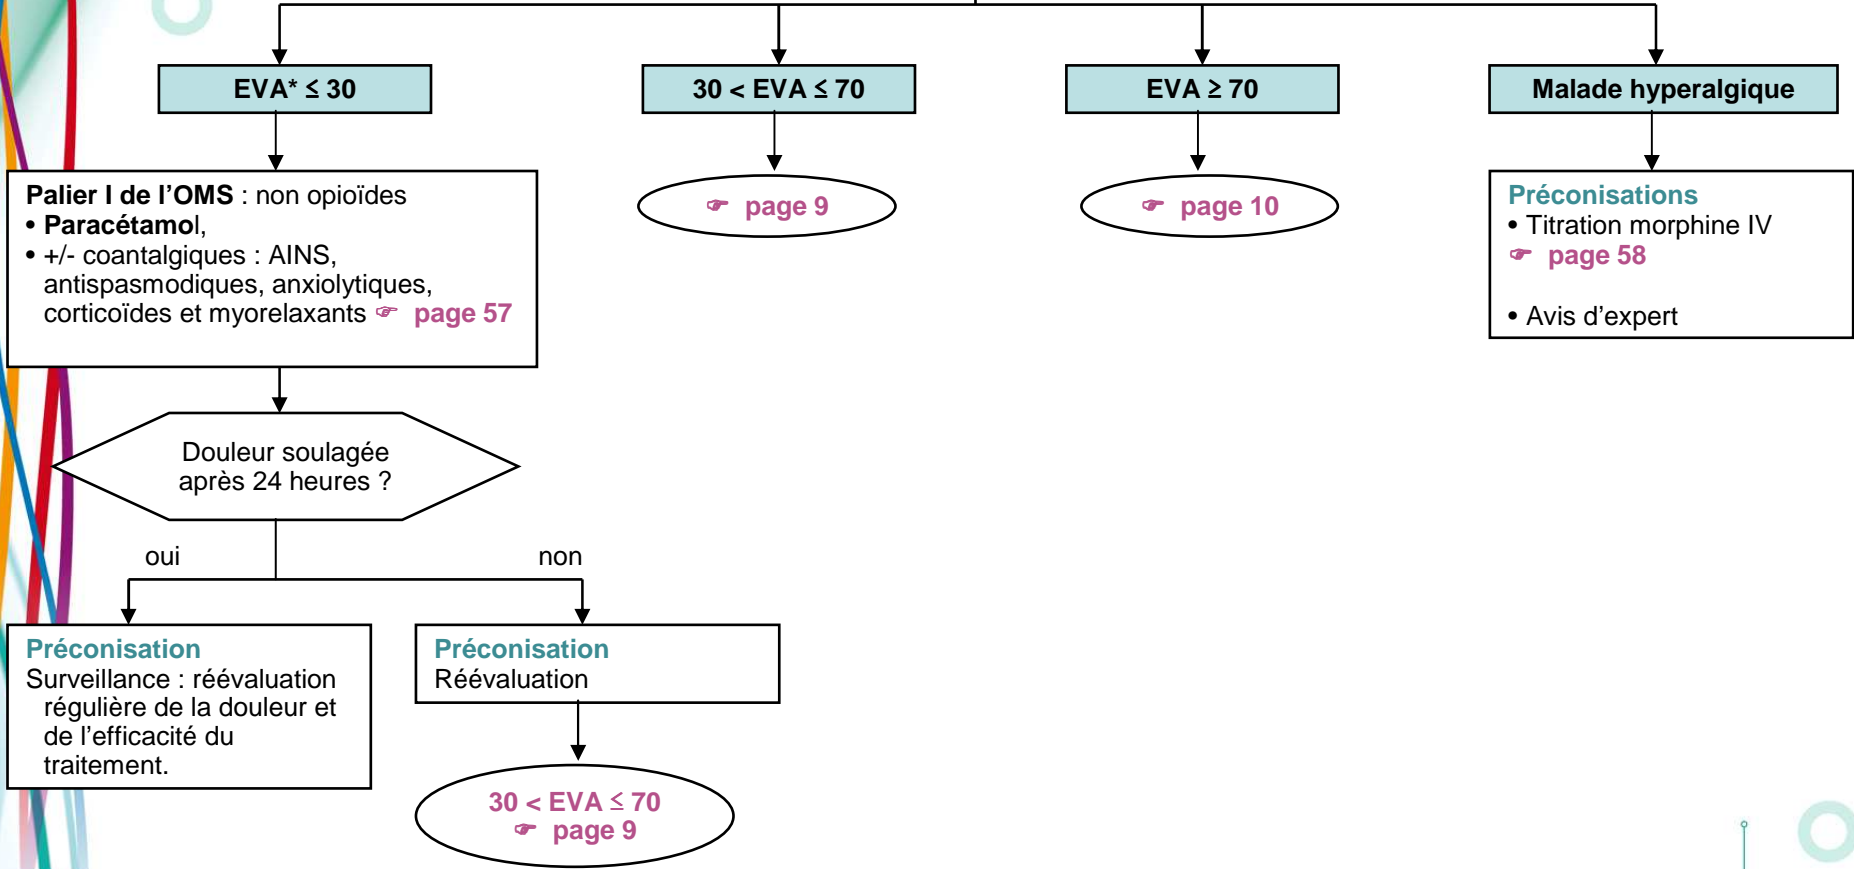 EVA* ≤ 30
30 < EVA ≤ 70
EVA ≥ 70
Malade hyperalgique
Palier I de l’OMS : non opioïdes
• Paracétamol,
• +/- coantalgiques : AINS,
antispasmodiques, anxiolytiques,
corticoïdes et myorelaxants ☞ page 57
☞ page 9
☞ page 10
Préconisations
• Titration morphine IV
☞ page 58
• Avis d’expert
Douleur soulagée
après 24 heures ?
oui
non
Préconisation
Surveillance : réévaluation
régulière de la douleur et
de l’efficacité du
traitement.
Préconisation
Réévaluation
30 < EVA ≤ 70
☞ page 9